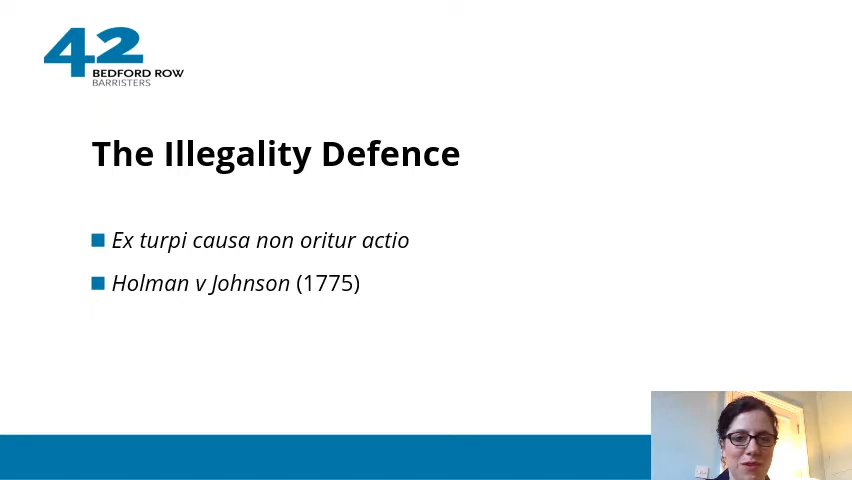 42
BEDFORD ROW
BARRISTERS
The Illegality Defence
Ex turpi causa non oritur actio
Holman v Johnson (1775)